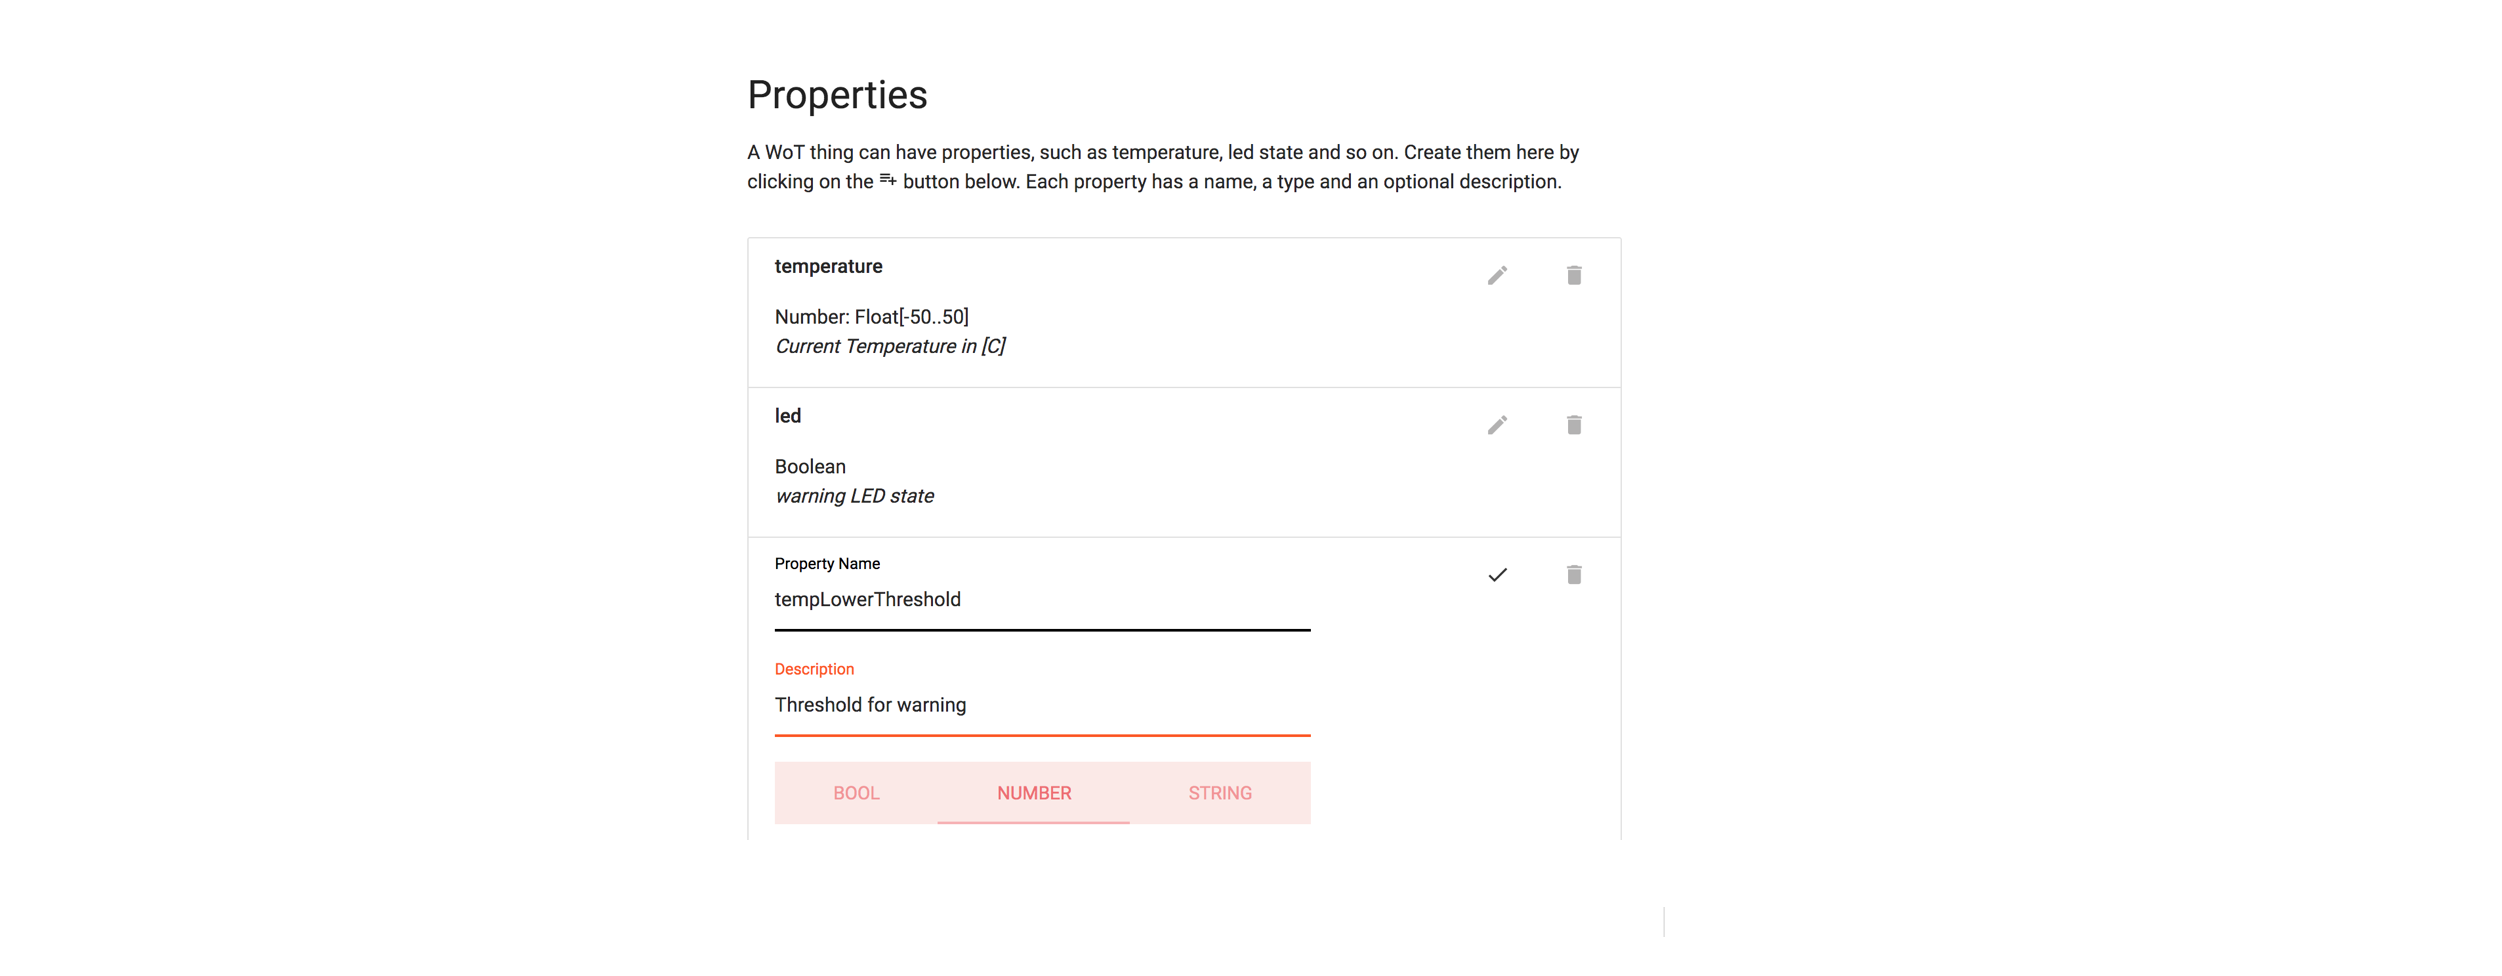 Properties
A WoT thing can have properties, such as temperature, led state and so on. Create them here by
clicking on the button below. Each property has a name, a type and an optional description.
temperature
Number: Float[-50..50]
Current Temperature in [C]
led
Boolean
warning LED state
Property Name
tempLowerThreshold
Description
Threshold for warning
BOOL NUMBER STRING